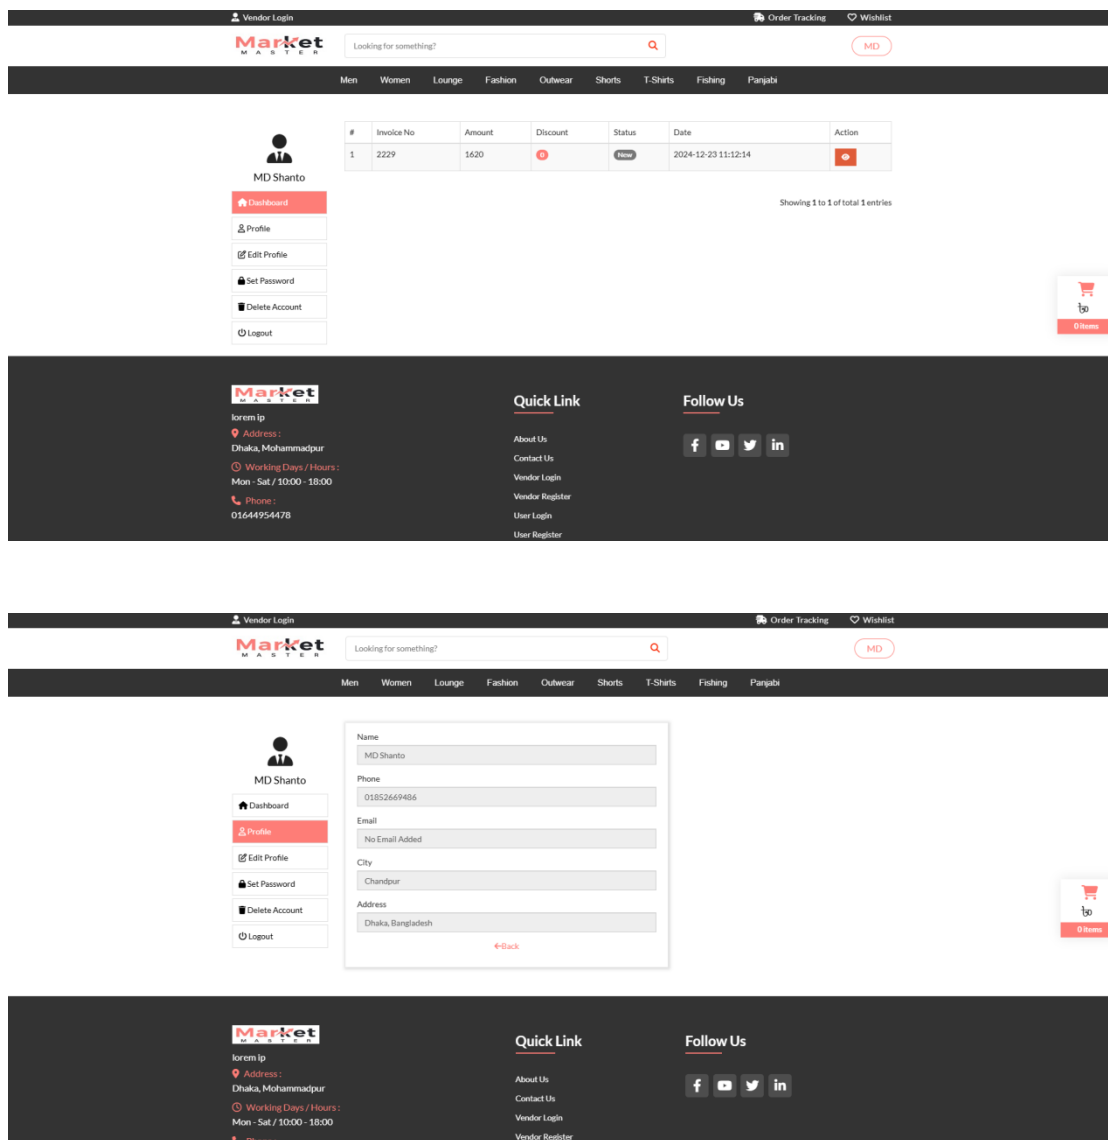 Vendor Login Order Tracking Wishlist
Market
MASTER
Looking for something?
MD
Men Women Lounge Fashion Outwear Shorts T-Shirts Fishing Panjabi
# Invoice No Amount Discount Status Date Action
1 2229 1620 0 New 2024-12-23 11:12:14
MD Shanto
Dashboard
Showing 1 to 1 of total 1 entries
Profile
Edit Profile
Set Password
Delete Account
Logout
৳0
0 items
Market
MASTER
lorem ip
Address :
Dhaka, Mohammadpur
Working Days / Hours :
Mon - Sat / 10:00 - 18:00
Phone :
01644954478
Quick Link
About Us
Contact Us
Vendor Login
Vendor Register
User Login
User Register
Follow Us
Vendor Login Order Tracking Wishlist
Market
MASTER
Looking for something?
MD
Men Women Lounge Fashion Outwear Shorts T-Shirts Fishing Panjabi
MD Shanto
Dashboard
Profile
Edit Profile
Set Password
Delete Account
Logout
Name
MD Shanto
Phone
01852669486
Email
No Email Added
City
Chandpur
Address
Dhaka, Bangladesh
Back
৳0
0 items
Market
MASTER
lorem ip
Address :
Dhaka, Mohammadpur
Working Days / Hours :
Mon - Sat / 10:00 - 18:00
Quick Link
About Us
Contact Us
Vendor Login
Vendor Register
Follow Us